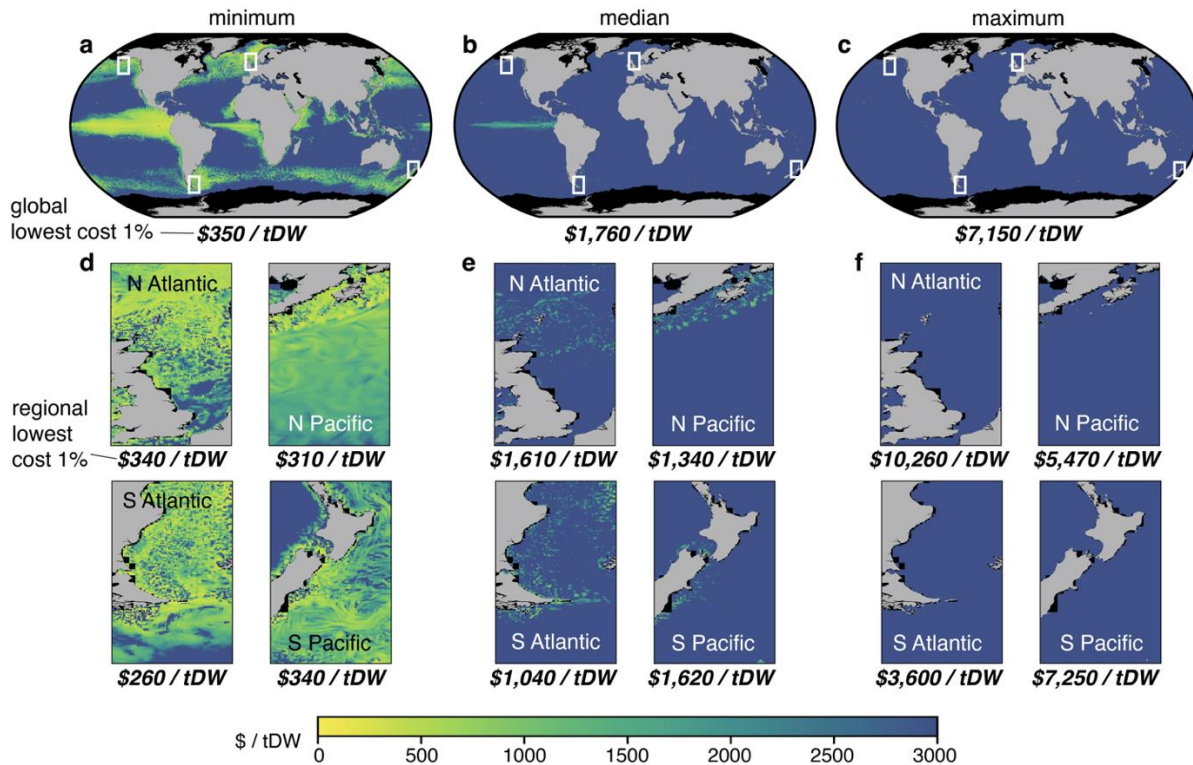 minimum median maximum
a b c
global
lowest cost 1%
$350 / tDW $1,760 / tDW $7,150 / tDW
d e f
N Atlantic N Pacific N Atlantic N Pacific N Atlantic N Pacific
regional
lowest
cost 1%
$340 / tDW $310 / tDW $1,610 / tDW $1,340 / tDW $10,260 / tDW $5,470 / tDW
S Atlantic S Pacific S Atlantic S Pacific S Atlantic S Pacific
$260 / tDW $340 / tDW $1,040 / tDW $1,620 / tDW $3,600 / tDW $7,250 / tDW
$ / tDW
0 500 1000 1500 2000 2500 3000